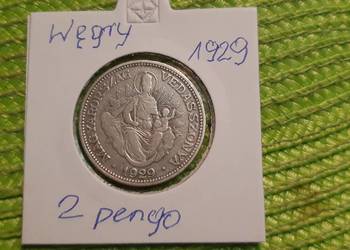 Węgry 1929
MAGYARORSZÁG VÉDASSZONYA
· 1929 ·
2 pengo